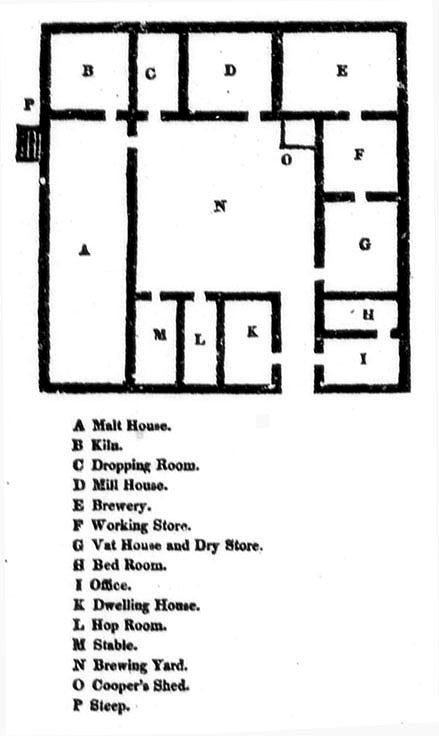 B
C
D
E
P
O
F
N
A
G
H
M
L
K
I
A Malt House.
B Kiln.
C Dropping Room.
D Mill House.
E Brewery.
F Working Store.
G Vat House and Dry Store.
H Bed Room.
I Office.
K Dwelling House.
L Hop Room.
M Stable.
N Brewing Yard.
O Cooper's Shed.
P Steep.